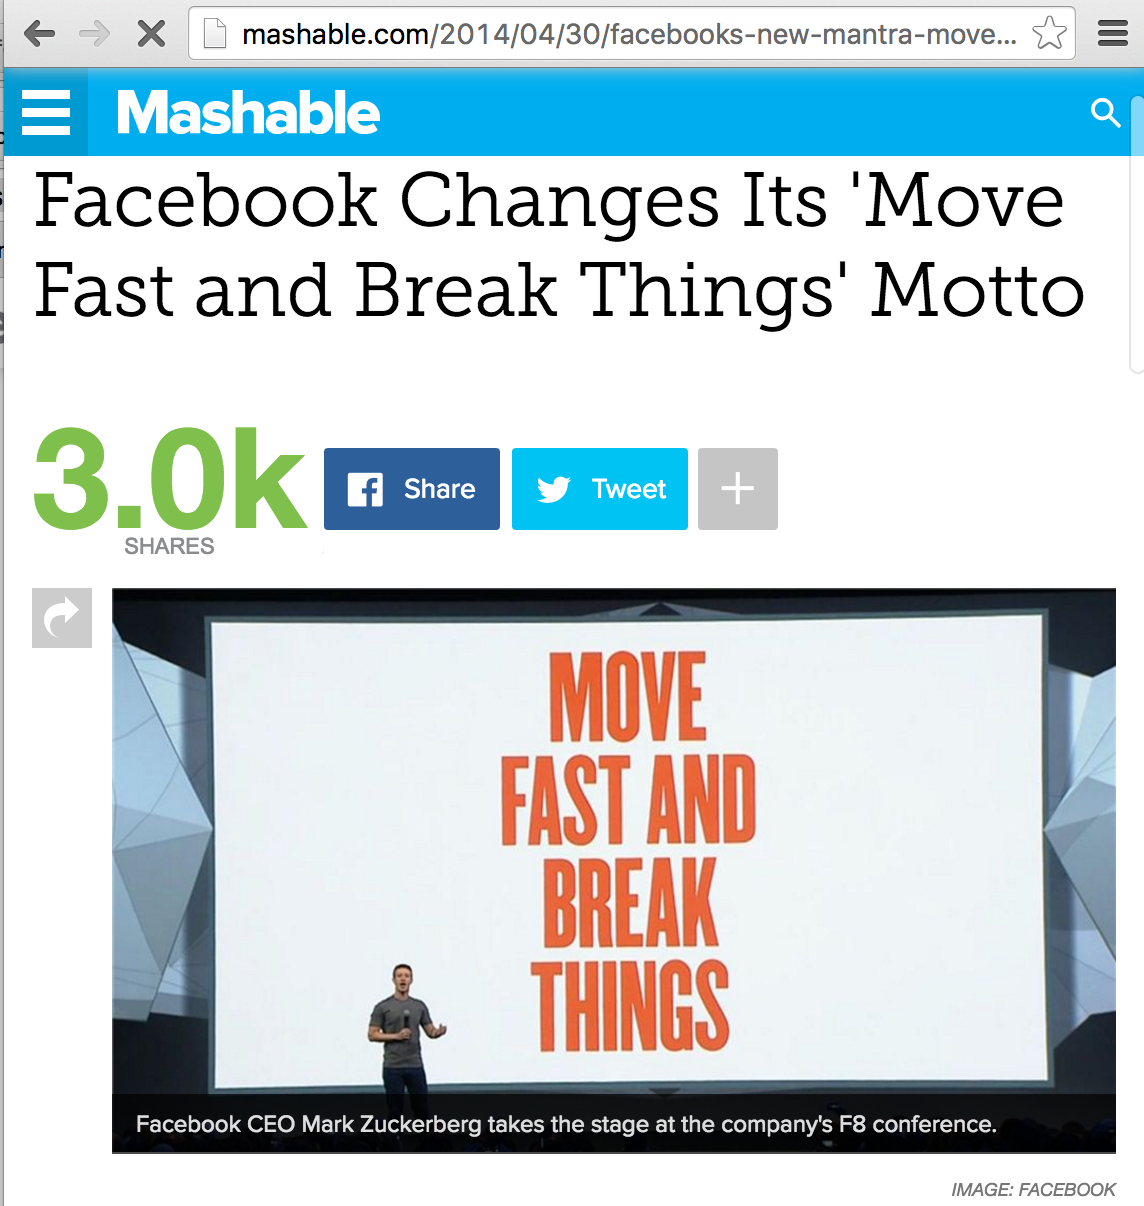 mashable.com/2014/04/30/facebooks-new-mantra-move...
Mashable
Facebook Changes Its 'Move
Fast and Break Things' Motto
3.0k
SHARES
Share
Tweet
MOVE
FAST AND
BREAK
THINGS
Facebook CEO Mark Zuckerberg takes the stage at the company's F8 conference.
IMAGE: FACEBOOK